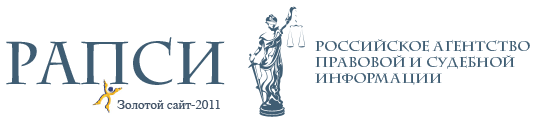 РАПСИ
Золотой сайт-2011
РОССИЙСКОЕ АГЕНТСТВО
ПРАВОВОЙ И СУДЕБНОЙ
ИНФОРМАЦИИ